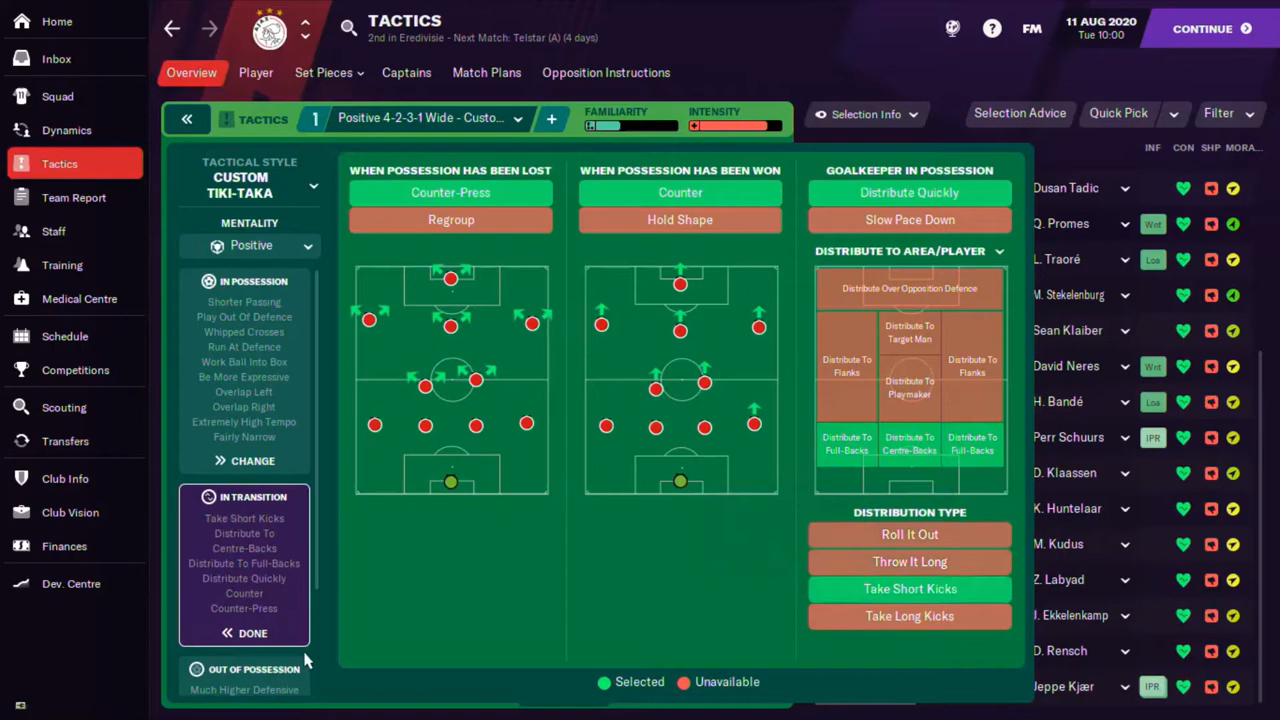 Home
Inbox
Squad
Dynamics
Tactics
Team Report
Staff
Training
Medical Centre
Schedule
Competitions
Scouting
Transfers
Club Info
Club Vision
Finances
Dev. Centre
TACTICS
2nd in Eredivisie - Next Match: Telstar (A) (4 days)
?
FM
11 AUG 2020
Tue 10:00
CONTINUE
Overview
Player
Set Pieces
Captains
Match Plans
Opposition Instructions
TACTICS
1
Positive 4-2-3-1 Wide - Custo...
+
FAMILIARITY
INTENSITY
Selection Info
Selection Advice
Quick Pick
Filter
TACTICAL STYLE
CUSTOM
TIKI-TAKA
MENTALITY
Positive
IN POSSESSION
Shorter Passing
Play Out Of Defence
Whipped Crosses
Run At Defence
Work Ball Into Box
Be More Expressive
Overlap Left
Overlap Right
Extremely High Tempo
Fairly Narrow
CHANGE
IN TRANSITION
Take Short Kicks
Distribute To
Centre-Backs
Distribute To Full-Backs
Distribute Quickly
Counter
Counter-Press
DONE
OUT OF POSSESSION
Much Higher Defensive
WHEN POSSESSION HAS BEEN LOST
Counter-Press
Regroup
WHEN POSSESSION HAS BEEN WON
Counter
Hold Shape
GOALKEEPER IN POSSESSION
Distribute Quickly
Slow Pace Down
DISTRIBUTE TO AREA/PLAYER
Distribute Over Opposition Defence
Distribute To
Flanks
Distribute To
Target Man
Distribute To
Playmaker
Distribute To
Flanks
Distribute To
Full-Backs
Distribute To
Centre-Backs
Distribute To
Full-Backs
DISTRIBUTION TYPE
Roll It Out
Throw It Long
Take Short Kicks
Take Long Kicks
Selected
Unavailable
INF CON SHP MORA...
Dusan Tadic
Q. Promes Wnt
L. Traoré Loa
M. Stekelenburg
Sean Klaiber
David Neres Wnt
H. Bandé Loa
Perr Schuurs IPR
D. Klaassen
K. Huntelaar
M. Kudus
Z. Labyad
J. Ekkelenkamp
D. Rensch
Jeppe Kjær IPR